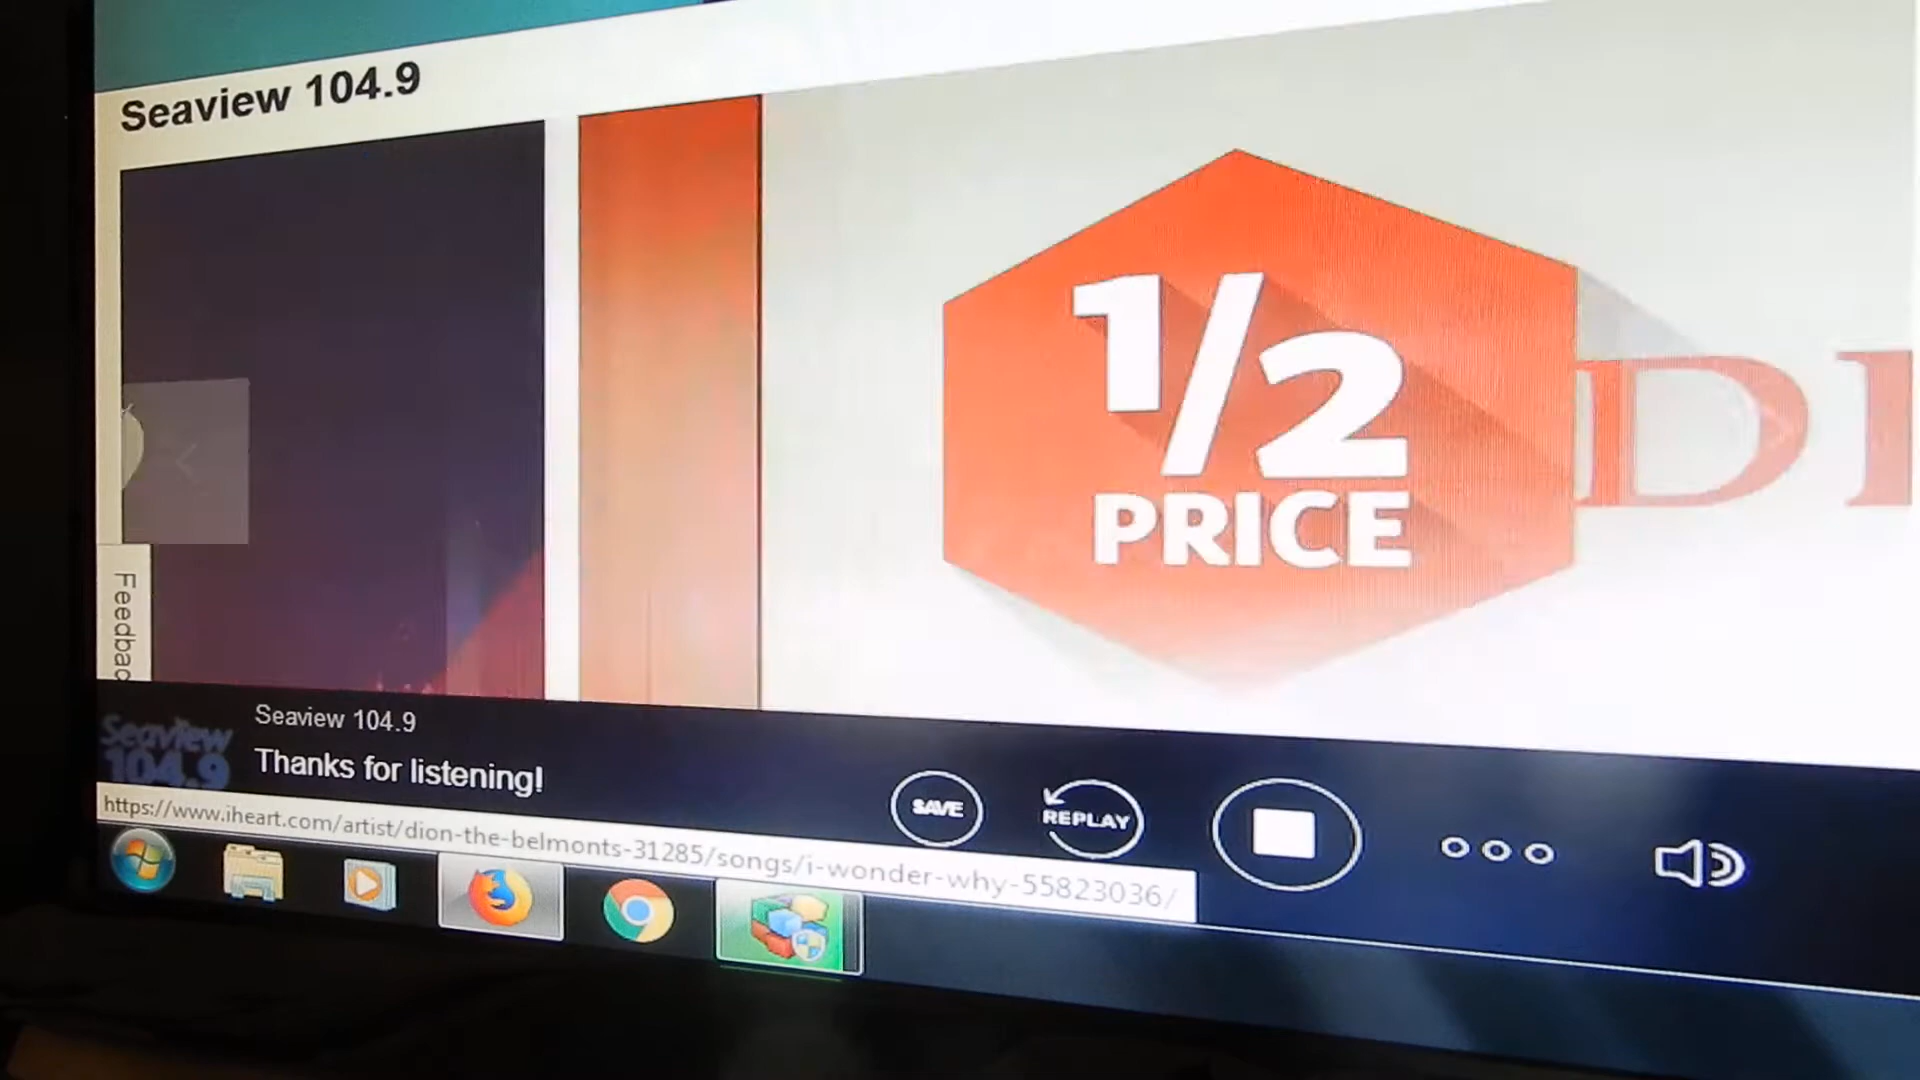 Seaview 104.9
1/2
PRICE
DI
Feedbac
Seaview
104.9
Seaview 104.9
Thanks for listening!
SAVE
REPLAY
https://www.iheart.com/artist/dion-the-belmonts-31285/songs/i-wonder-why-55823036/